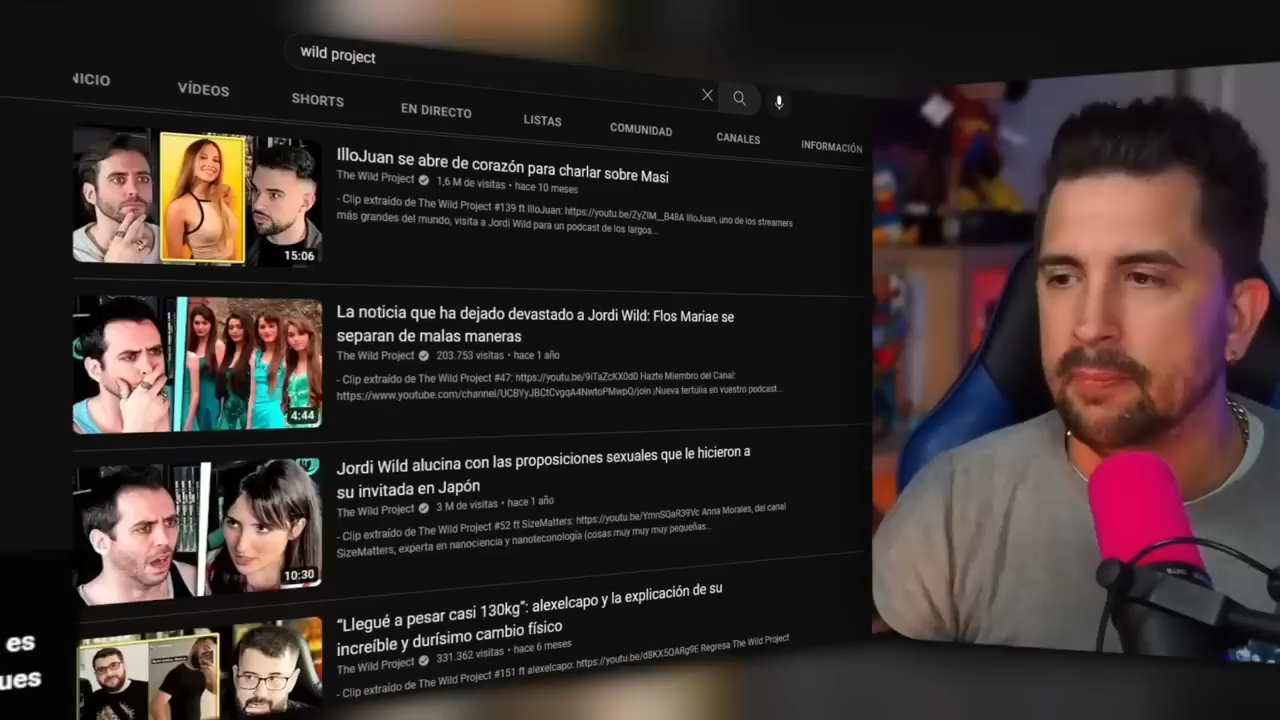 wild project
NICIO
VÍDEOS
SHORTS
EN DIRECTO
LISTAS
COMUNIDAD
CANALES
INFORMACIÓN
IlloJuan se abre de corazón para charlar sobre Masi
The Wild Project 1,6 M de visitas • hace 10 meses
- Clip extraído de The Wild Project #139 ft IlloJuan: https://youtu.be/ZyZIM__B48A IlloJuan, uno de los streamers
más grandes del mundo, visita a Jordi Wild para un podcast de los largos...
15:06
La noticia que ha dejado devastado a Jordi Wild: Flos Mariae se
separan de malas maneras
The Wild Project 203.753 visitas • hace 1 año
- Clip extraído de The Wild Project #47: https://youtu.be/9iTaZcKX0d0 Hazte Miembro del Canal:
https://www.youtube.com/channel/UCBYyJBCtCvgqA4NwtoPMwpQ/join ¡Nueva tertulia en vuestro podcast...
4:44
Jordi Wild alucina con las proposiciones sexuales que le hicieron a
su invitada en Japón
The Wild Project 3 M de visitas • hace 1 año
- Clip extraído de The Wild Project #52 ft SizeMatters: https://youtu.be/YmnSQaR39Vc Anna Morales, del canal
SizeMatters, experta en nanociencia y nanoteconología (cosas muy muy muy pequeñas...
10:30
“Llegué a pesar casi 130kg”: alexelcapo y la explicación de su
increíble y durísimo cambio físico
The Wild Project 331.362 visitas • hace 6 meses
- Clip extraído de The Wild Project #151 ft alexelcapo: https://youtu.be/d8KX5QARg9E Regresa The Wild Project
es
ues